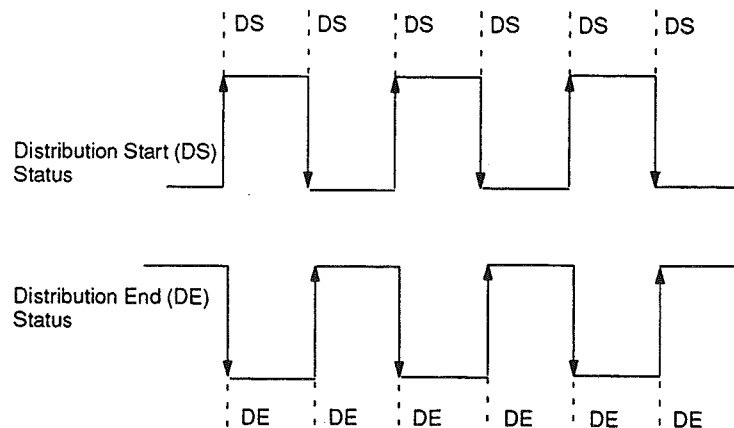 DS DS DS DS DS DS
Distribution Start (DS)
Status
Distribution End (DE)
Status
DE DE DE DE DE DE